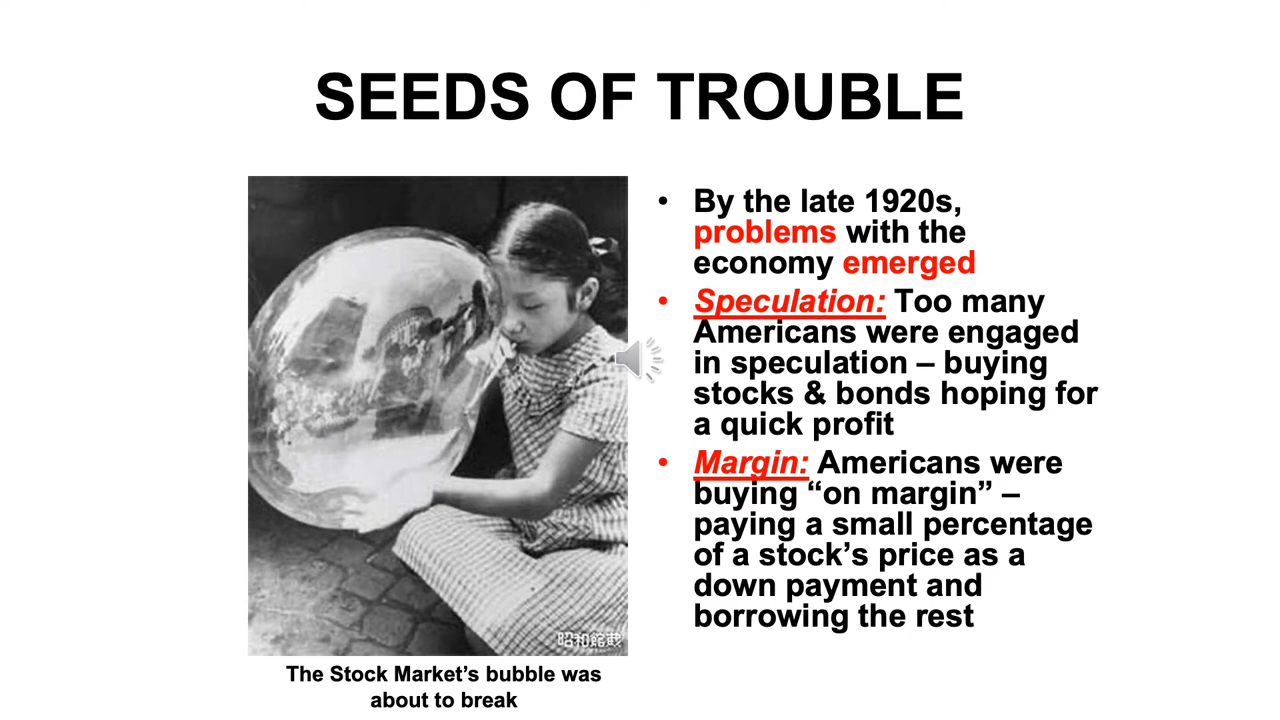 SEEDS OF TROUBLE
• By the late 1920s,
problems with the
economy emerged
• Speculation: Too many
Americans were engaged
in speculation – buying
stocks & bonds hoping for
a quick profit
• Margin: Americans were
buying “on margin” –
paying a small percentage
of a stock’s price as a
down payment and
borrowing the rest
昭和館蔵
The Stock Market’s bubble was
about to break